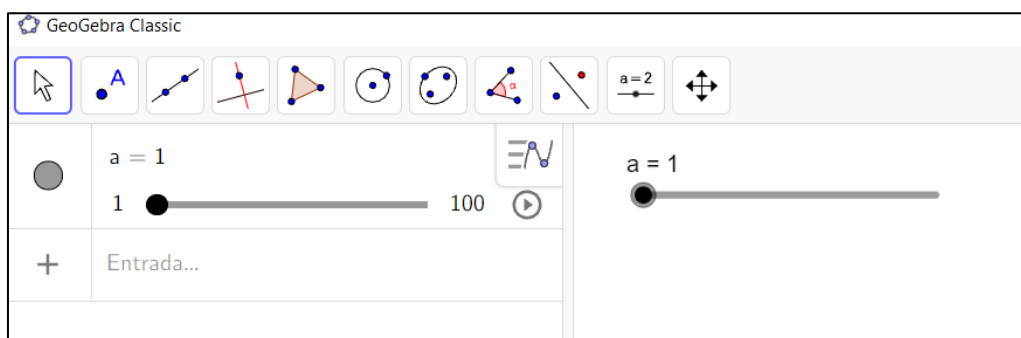 GeoGebra Classic
A
α
a=2
a = 1
1
100
Entrada...
a = 1